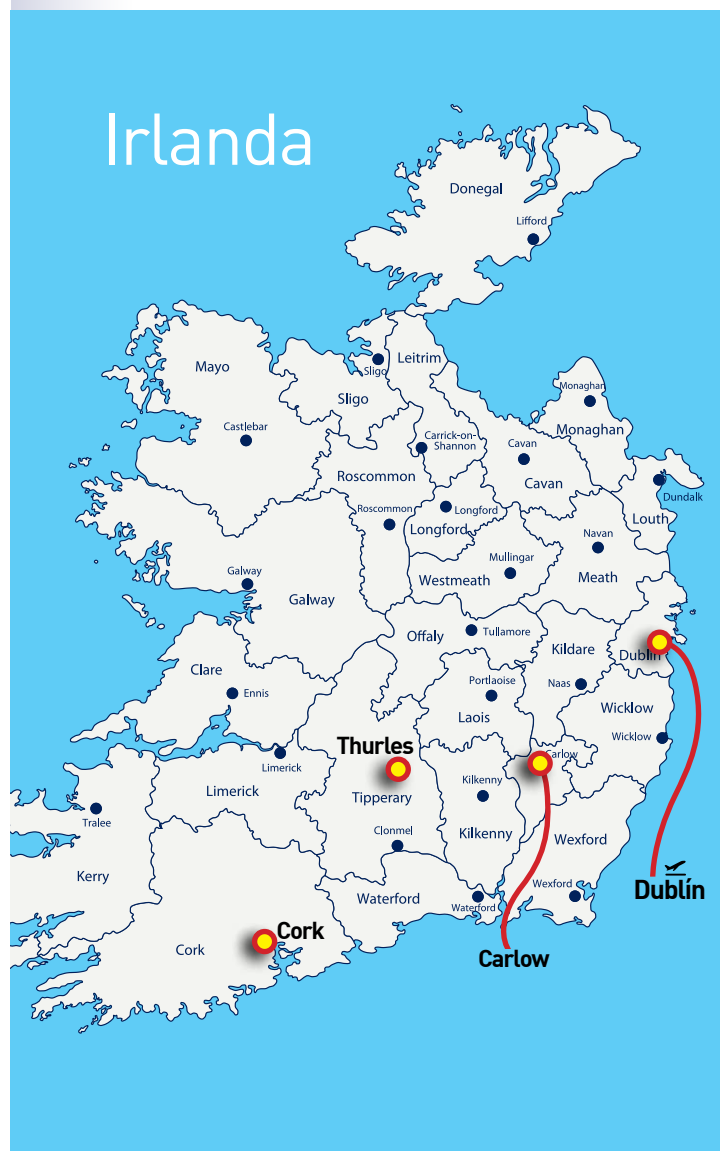 Irlanda
Donegal
Lifford
Leitrim
Sligo
Mayo
Sligo
Monaghan
Monaghan
Castlebar
Carrick-on-
Shannon
Cavan
Cavan
Roscommon
Dundalk
Roscommon
Longford
Longford
Louth
Navan
Mullingar
Westmeath
Meath
Galway
Galway
Offaly
Tullamore
Kildare
Dublin
Clare
Portlaoise
Naas
Ennis
Laois
Wicklow
Wicklow
Thurles
Carlow
Limerick
Limerick
Kilkenny
Tipperary
Tralee
Clonmel
Kilkenny
Wexford
Kerry
Wexford
Dublín
Waterford
Waterford
Cork
Cork
Carlow